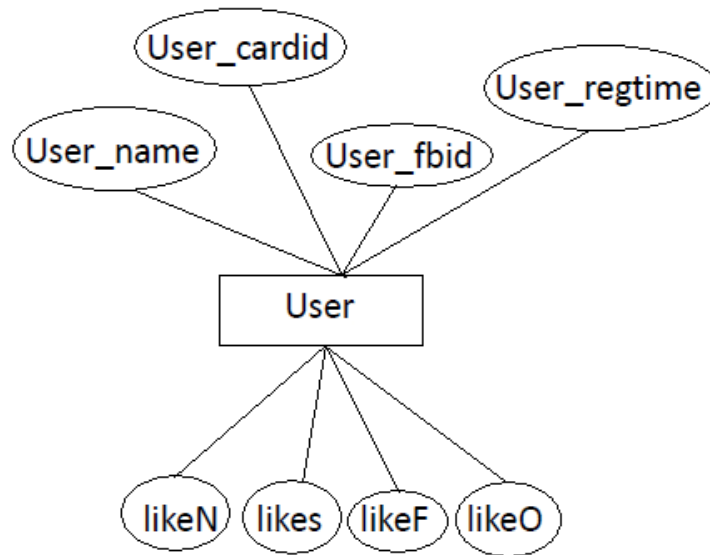 User_cardid
User_regtime
User_name
User_fbid
User
likeN
likes
likeF
likeO